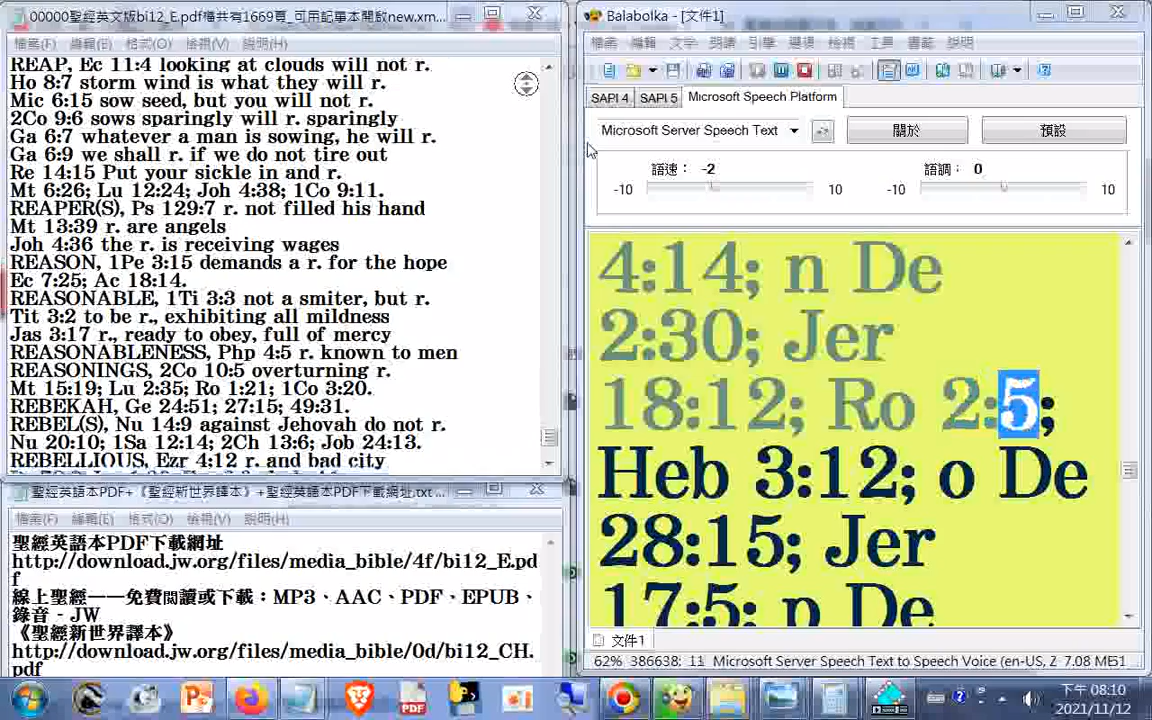 00000聖經英文版bi12_E.pdf檔共有1669頁_可用記事本開啟new.xm...
檔案(F) 編輯(E) 格式(O) 檢視(V) 說明(H)
REAP, Ec 11:4 looking at clouds will not r.
Ho 8:7 storm wind is what they will r.
Mic 6:15 sow seed, but you will not r.
2Co 9:6 sows sparingly will r. sparingly
Ga 6:7 whatever a man is sowing, he will r.
Ga 6:9 we shall r. if we do not tire out
Re 14:15 Put your sickle in and r.
Mt 6:26; Lu 12:24; Joh 4:38; 1Co 9:11.
REAPER(S), Ps 129:7 r. not filled his hand
Mt 13:39 r. are angels
Joh 4:36 the r. is receiving wages
REASON, 1Pe 3:15 demands a r. for the hope
Ec 7:25; Ac 18:14.
REASONABLE, 1Ti 3:3 not a smiter, but r.
Tit 3:2 to be r., exhibiting all mildness
Jas 3:17 r., ready to obey, full of mercy
REASONABLENESS, Php 4:5 r. known to men
REASONINGS, 2Co 10:5 overturning r.
Mt 15:19; Lu 2:35; Ro 1:21; 1Co 3:20.
REBEKAH, Ge 24:51; 27:15; 49:31.
REBEL(S), Nu 14:9 against Jehovah do not r.
Nu 20:10; 1Sa 12:14; 2Ch 13:6; Job 24:13.
REBELLIOUS, Ezr 4:12 r. and bad city
聖經英語本PDF+《聖經新世界譯本》+聖經英語本PDF下載網址.txt ...
檔案(F) 編輯(E) 格式(O) 檢視(V) 說明(H)
聖經英語本PDF下載網址
http://download.jw.org/files/media_bible/4f/bi12_E.pd
f
線上聖經——免費閱讀或下載：MP3、AAC、PDF、EPUB、
錄音 - JW
《聖經新世界譯本》
http://download.jw.org/files/media_bible/0d/bi12_CH.
pdf
Balabolka - [文件1]
檔案 編輯 文字 朗讀 引擎 選項 檢視 工具 書籤 說明
SAPI 4 SAPI 5 Microsoft Speech Platform
Microsoft Server Speech Text 關於 預設
語速： -2 語調： 0
-10 10 -10 10
4:14; n De
2:30; Jer
18:12; Ro 2:5;
Heb 3:12; o De
28:15; Jer
17:5; p De
文件1
62% 386638: 11 Microsoft Server Speech Text to Speech Voice (en-US, Z 7.08 ME51
下午 08:10
2021/11/12